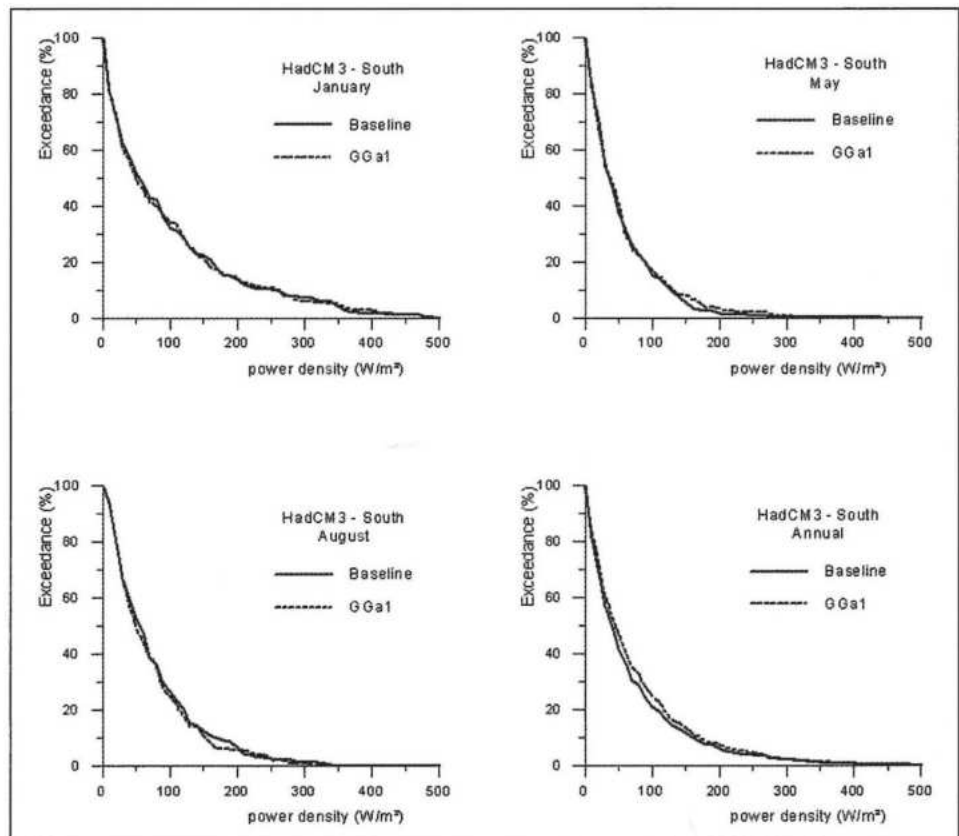 100
80
60
40
20
0
Exceedance (%)
HadCM3 - South
January
Baseline
GGa1
0 100 200 300 400 500
power density (W/m²)
100
80
60
40
20
0
Exceedance (%)
HadCM3 - South
May
Baseline
GGa1
0 100 200 300 400 500
power density (W/m²)
100
80
60
40
20
0
Exceedance (%)
HadCM3 - South
August
Baseline
GGa1
0 100 200 300 400 500
power density (W/m²)
100
80
60
40
20
0
Exceedance (%)
HadCM3 - South
Annual
Baseline
GGa1
0 100 200 300 400 500
power density (W/m²)